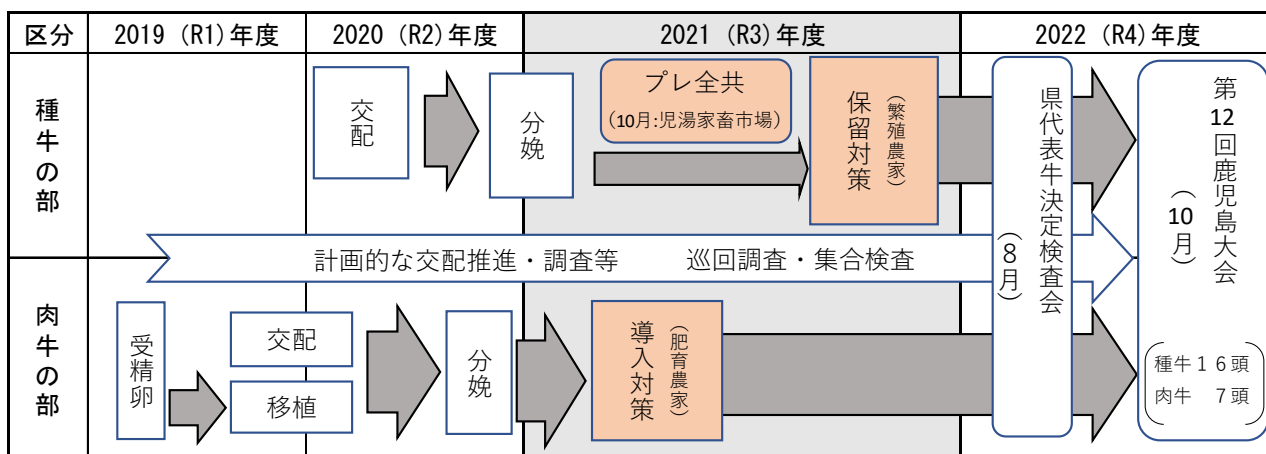 区分
2019 (R1)年度
2020 (R2)年度
2021 (R3)年度
2022 (R4)年度
種牛の部
交配
分娩
プレ全共
(10月:児湯家畜市場)
保留対策
(繁殖農家)
県代表牛決定検査会
(8月)
第12回鹿児島大会
(10月)
計画的な交配推進・調査等
巡回調査・集合検査
肉牛の部
受精卵
交配
移植
分娩
導入対策
(肥育農家)
種牛16頭
肉牛 7頭